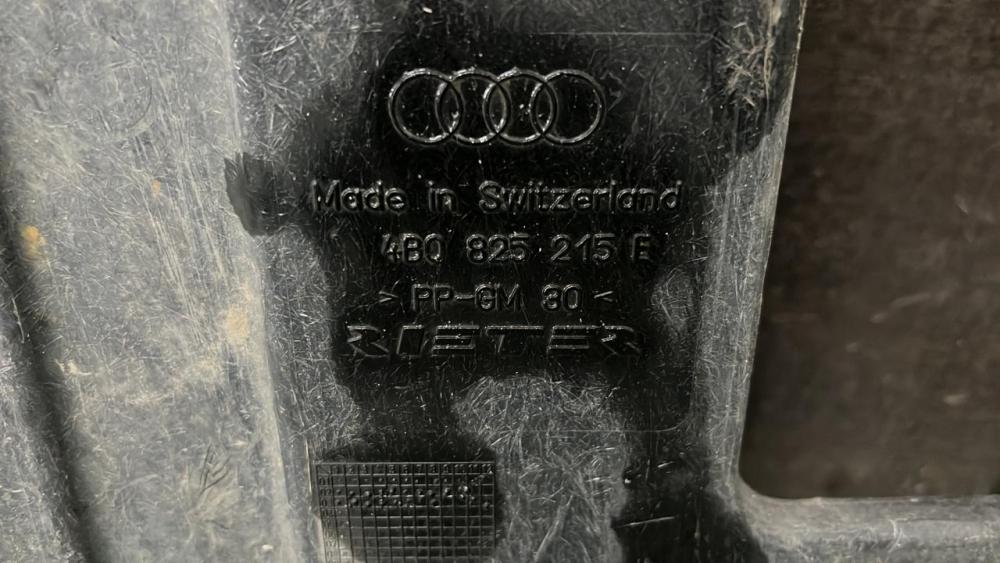 Made in Switzerland
4B0 825 215 E
> PP-GM 30 <
RIETER